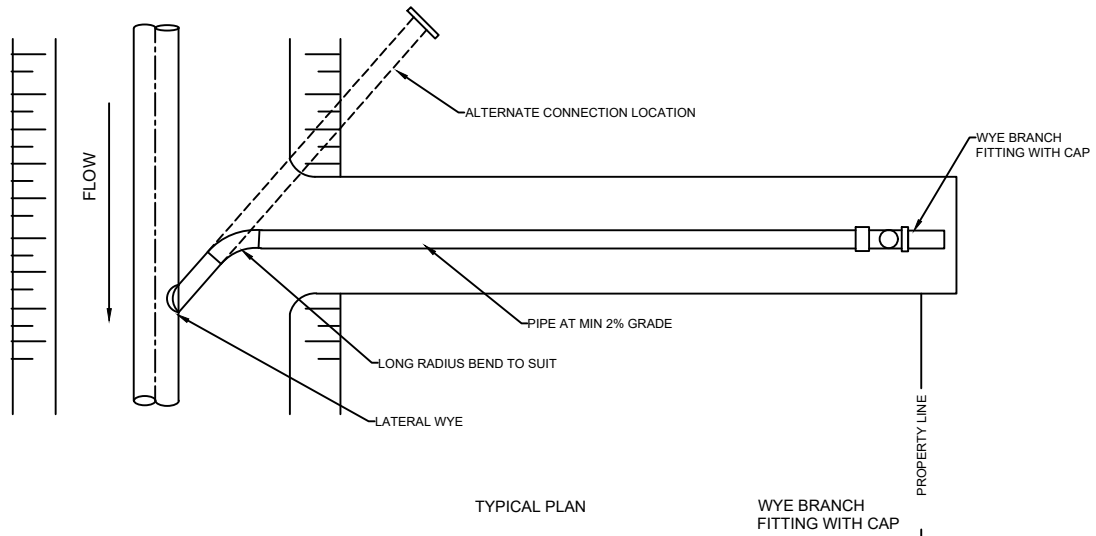 ALTERNATE CONNECTION LOCATION
WYE BRANCH
FITTING WITH CAP
FLOW
PIPE AT MIN 2% GRADE
LONG RADIUS BEND TO SUIT
LATERAL WYE
PROPERTY LINE
TYPICAL PLAN
WYE BRANCH
FITTING WITH CAP